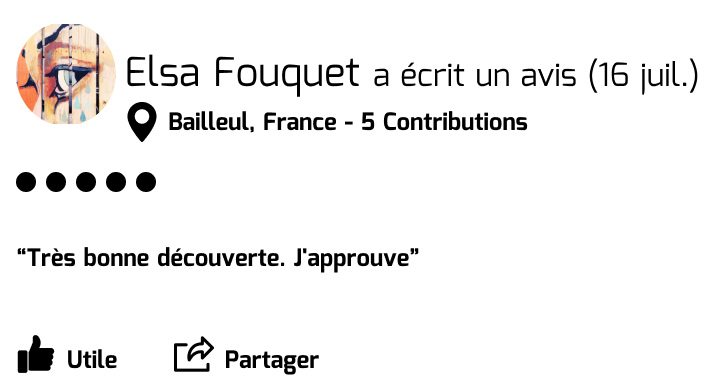 Elsa Fouquet a écrit un avis (16 juil.)
Bailleul, France - 5 Contributions
“Très bonne découverte. J'approuve”
Utile Partager